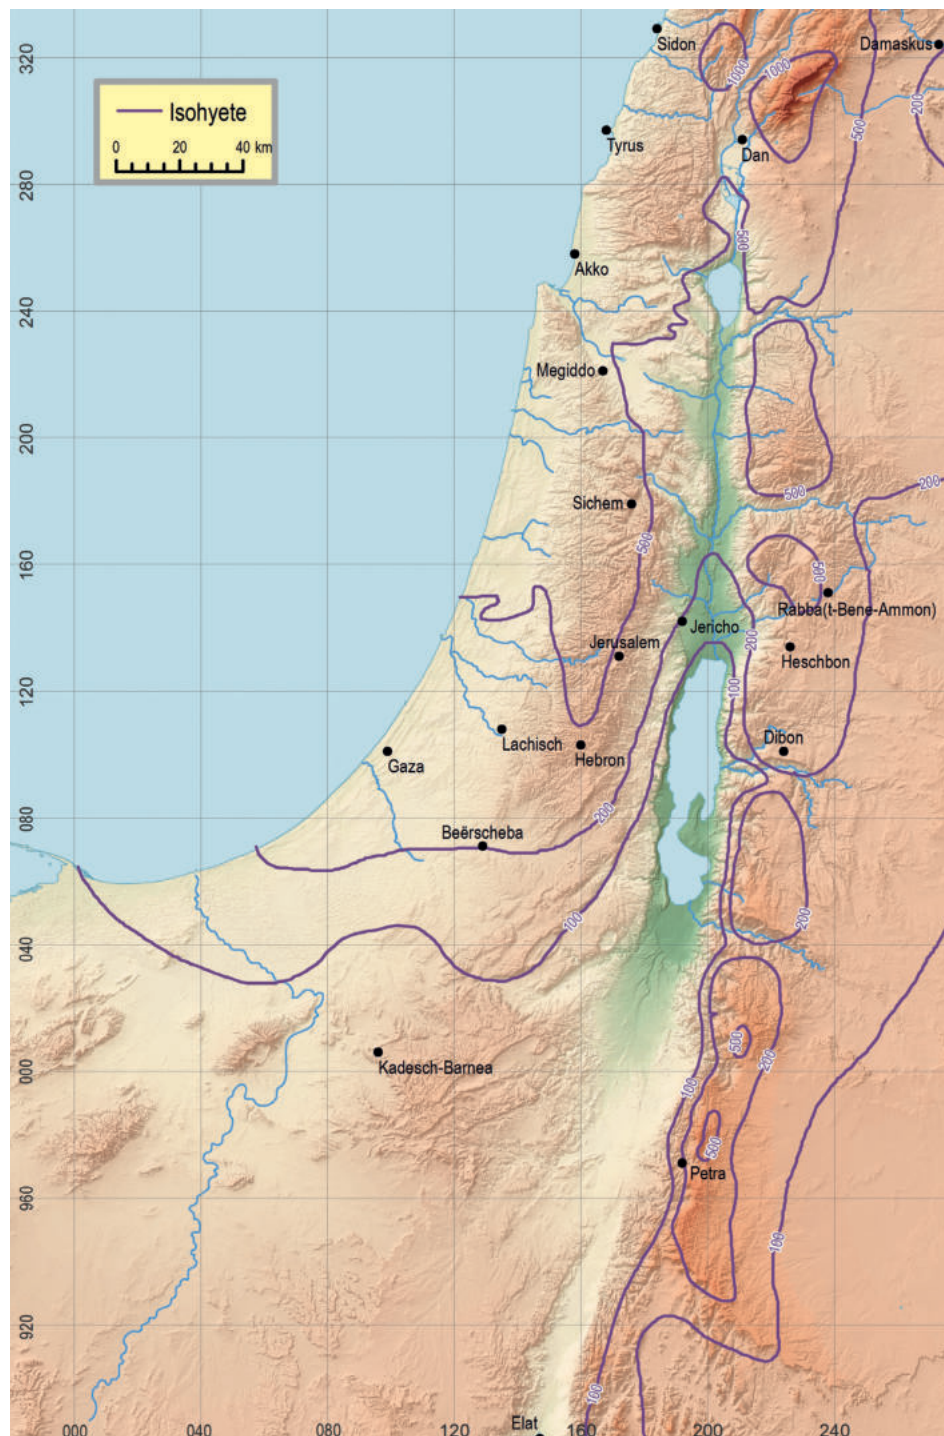 320
Sidon
1000
1000
Damaskus
200
Isohyete
0 20 40 km
500
Tyrus
Dan
280
500
Akko
240
Megiddo
200
500
200
Sichem
500
160
500
Rabba(t-Bene-Ammon)
Jericho
200
Jerusalem
Heschbon
120
100
Lachisch
Hebron
Dibon
Gaza
080
200
Beërscheba
200
100
040
500
200
Kadesch-Barnea
000
100
500
Petra
960
100
920
100
Elat
000 040 080 120 160 200 240